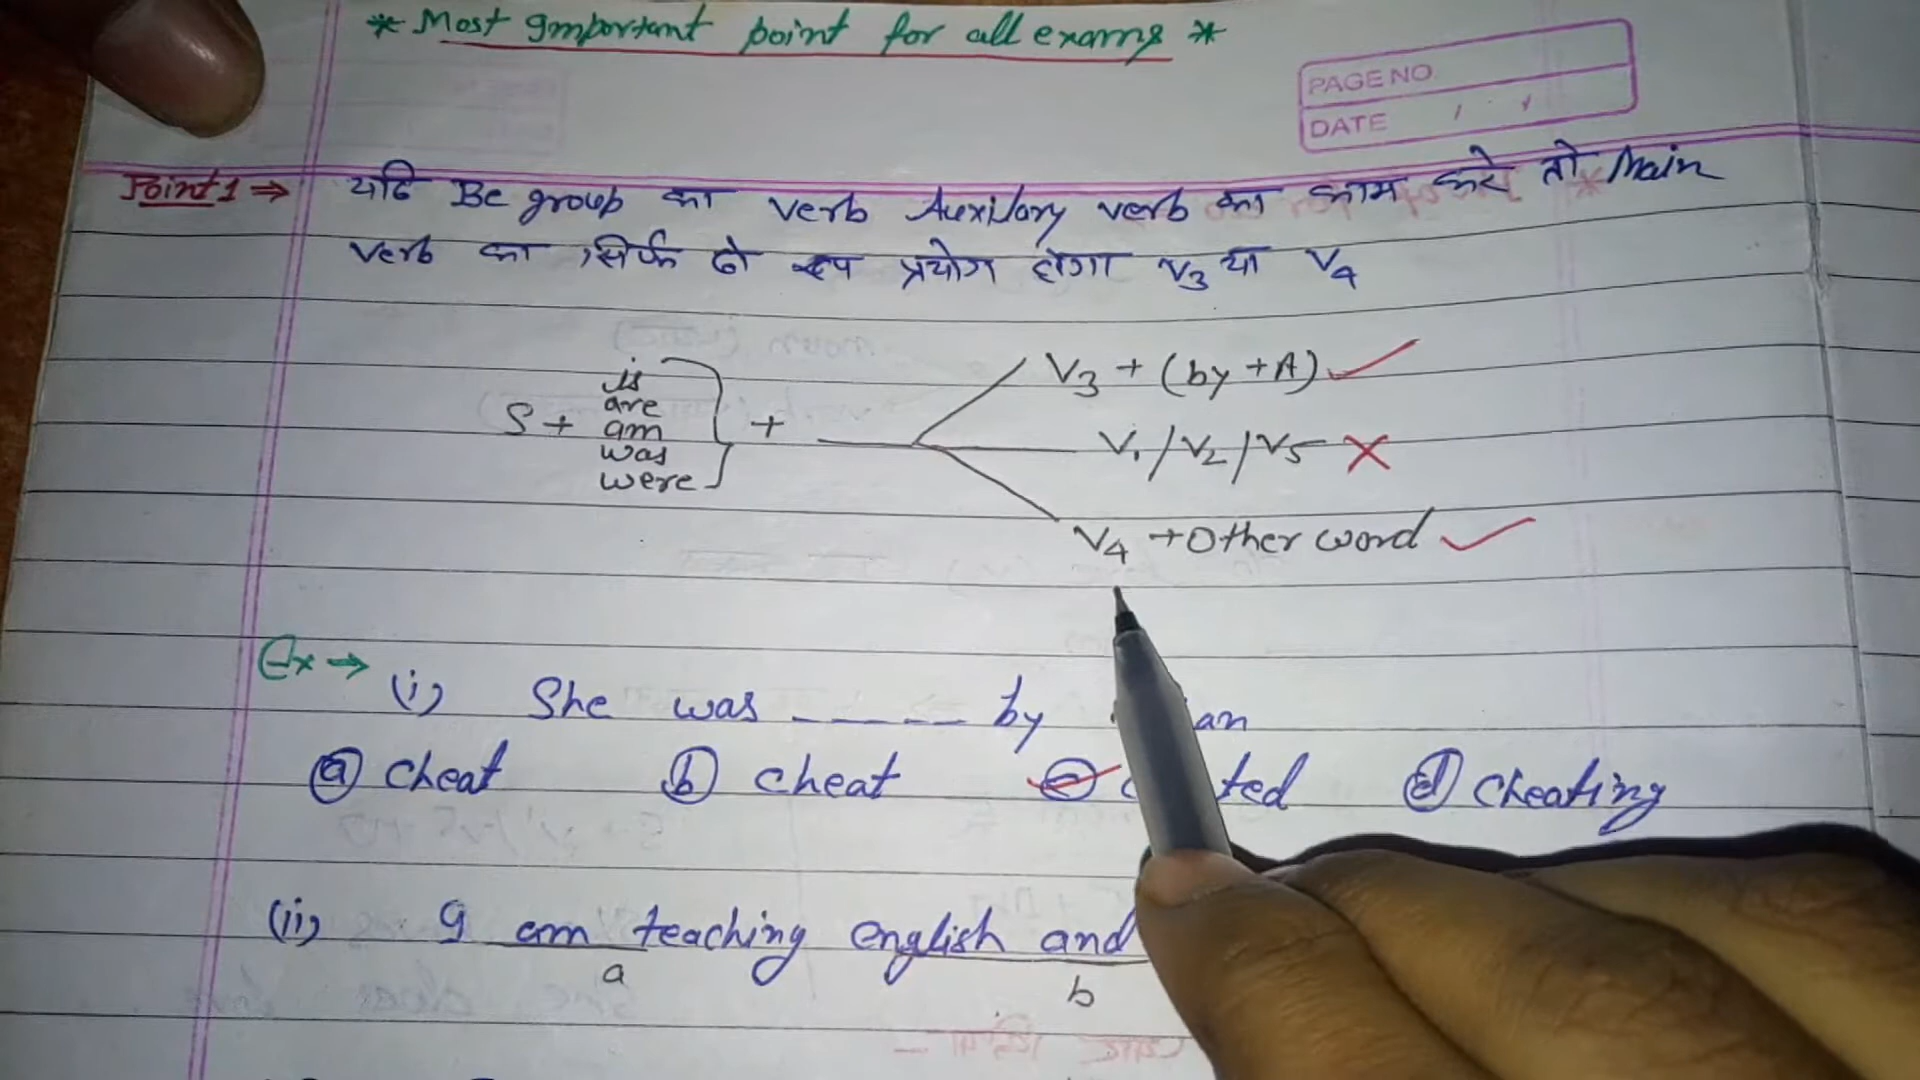 * Most Important point for all exams *
PAGE NO
DATE / /
Point 1 ⇒ यदि Be group का verb Auxilary verb का काम करे तो Main
verb का सिर्फ दो रूप प्रयोग होगा V3 या V4
is
are
S + am +
was
were
V3 + (by + A) ✓
V1 / V2 / V5 ✗
V4 + Other word ✓
Ex →
(i) She was _ _ _ _ _ by an
(a) cheat (b) cheat (c) ted (d) cheating
(ii) I am teaching english and
a b